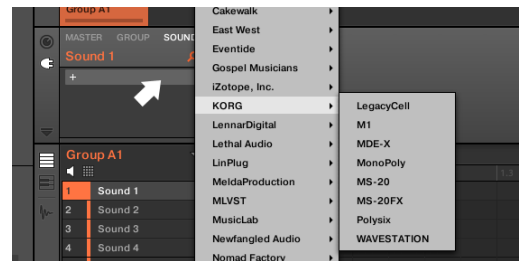 Group A1
MASTER GROUP SOUND
Sound 1
+
Group A1
1 Sound 1
2 Sound 2
3 Sound 3
4 Sound 4
Cakewalk
East West
Eventide
Gospel Musicians
iZotope, Inc.
KORG
LennarDigital
Lethal Audio
LinPlug
MeldaProduction
MLVST
MusicLab
Newfangled Audio
Nomad Factory
LegacyCell
M1
MDE-X
MonoPoly
MS-20
MS-20FX
Polysix
WAVESTATION
1.3